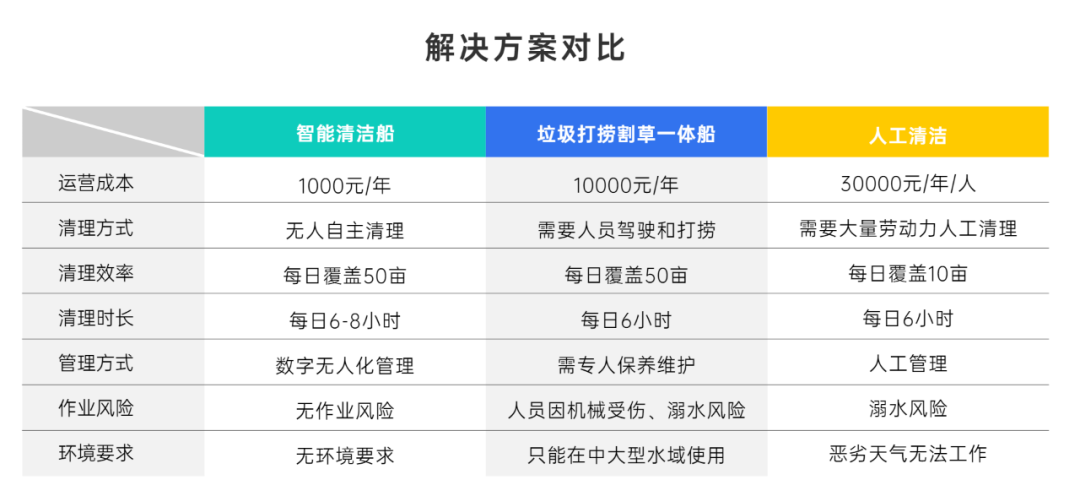 解决方案对比
智能清洁船 垃圾打捞割草一体船 人工清洁
运营成本 1000元/年 10000元/年 30000元/年/人
清理方式 无人自主清理 需要人员驾驶和打捞 需要大量劳动力人工清理
清理效率 每日覆盖50亩 每日覆盖50亩 每日覆盖10亩
清理时长 每日6-8小时 每日6小时 每日6小时
管理方式 数字无人化管理 需专人保养维护 人工管理
作业风险 无作业风险 人员因机械受伤、溺水风险 溺水风险
环境要求 无环境要求 只能在中大型水域使用 恶劣天气无法工作